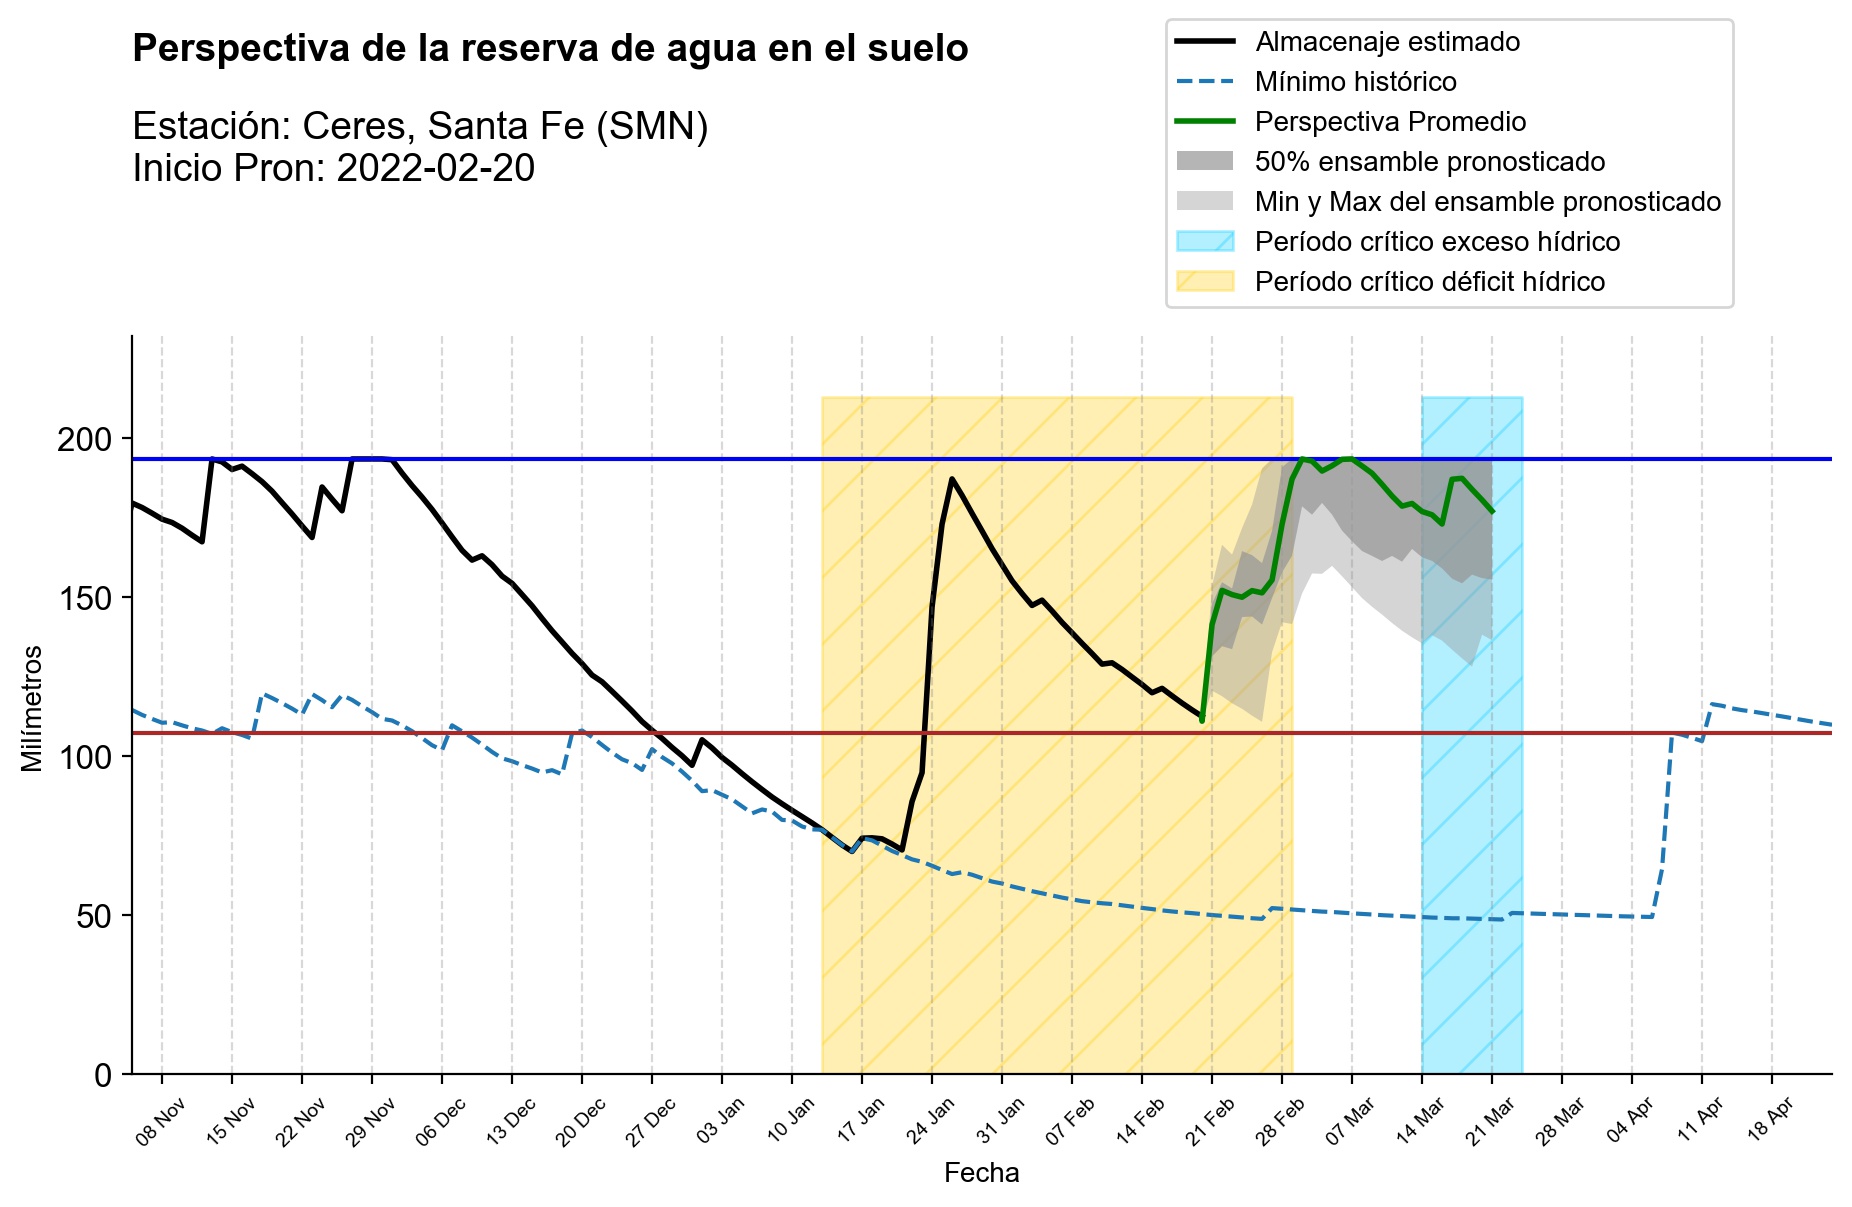 Perspectiva de la reserva de agua en el suelo
Estación: Ceres, Santa Fe (SMN)
Inicio Pron: 2022-02-20
Almacenaje estimado
Mínimo histórico
Perspectiva Promedio
50% ensamble pronosticado
Min y Max del ensamble pronosticado
Período crítico exceso hídrico
Período crítico déficit hídrico
Milímetros
200
150
100
50
0
08 Nov
15 Nov
22 Nov
29 Nov
06 Dec
13 Dec
20 Dec
27 Dec
03 Jan
10 Jan
17 Jan
24 Jan
31 Jan
07 Feb
14 Feb
21 Feb
28 Feb
07 Mar
14 Mar
21 Mar
28 Mar
04 Apr
11 Apr
18 Apr
Fecha